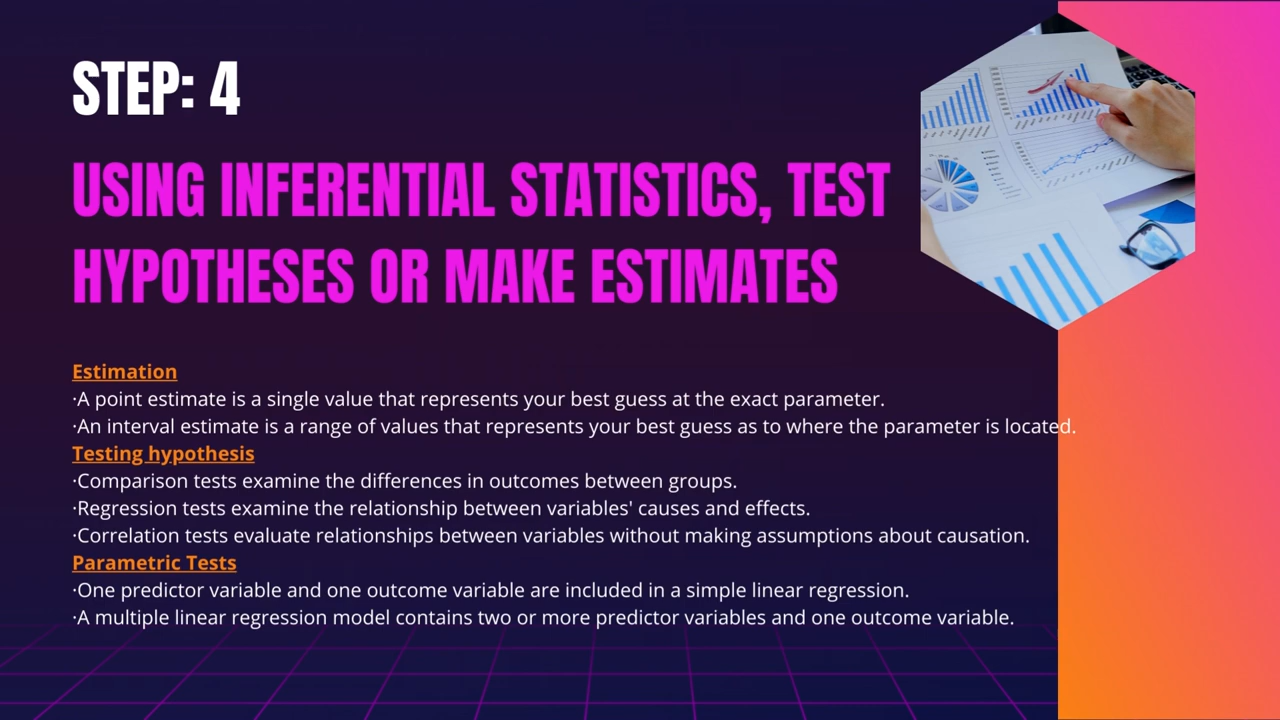 STEP: 4
USING INFERENTIAL STATISTICS, TEST
HYPOTHESES OR MAKE ESTIMATES
Estimation
·A point estimate is a single value that represents your best guess at the exact parameter.
·An interval estimate is a range of values that represents your best guess as to where the parameter is located.
Testing hypothesis
·Comparison tests examine the differences in outcomes between groups.
·Regression tests examine the relationship between variables' causes and effects.
·Correlation tests evaluate relationships between variables without making assumptions about causation.
Parametric Tests
·One predictor variable and one outcome variable are included in a simple linear regression.
·A multiple linear regression model contains two or more predictor variables and one outcome variable.